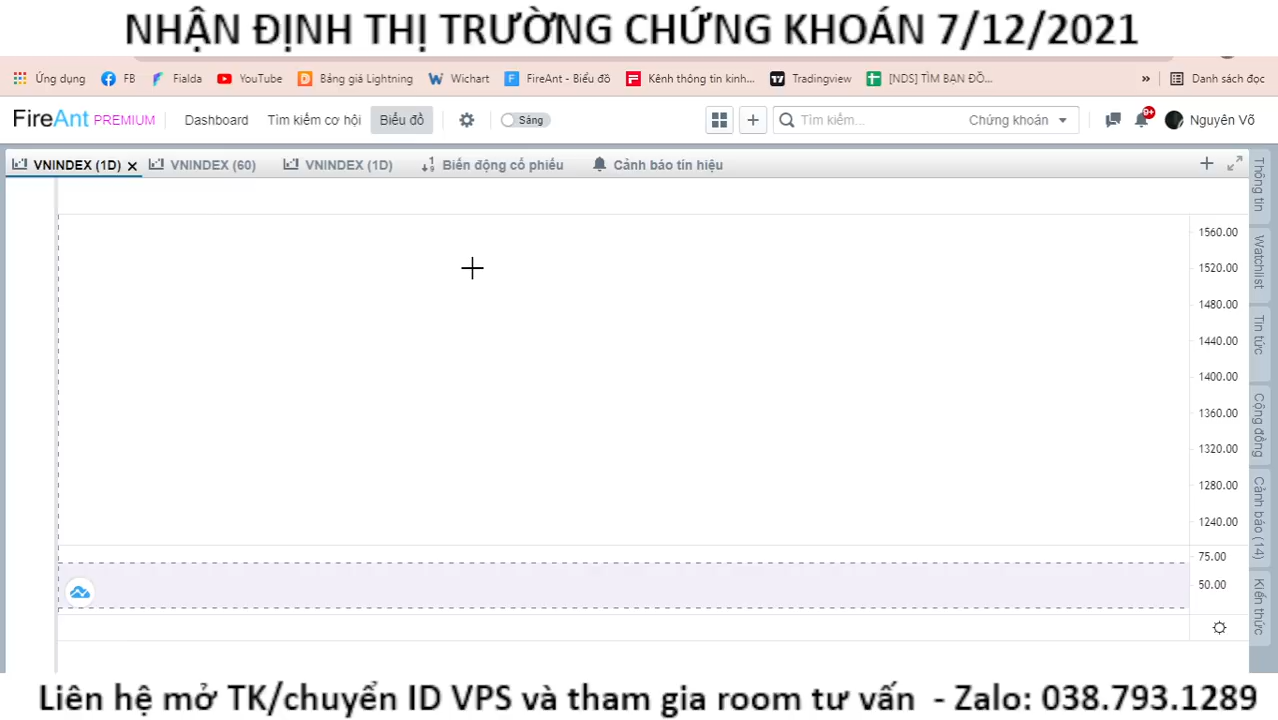 NHẬN ĐỊNH THỊ TRƯỜNG CHỨNG KHOÁN 7/12/2021
Ứng dụng FB Fialda YouTube Bảng giá Lightning Wichart FireAnt - Biểu đồ Kênh thông tin kinh... Tradingview [NDS] TÌM BẠN ĐỒ... » Danh sách đọc
FireAnt PREMIUM Dashboard Tìm kiếm cơ hội Biểu đồ Sáng Tìm kiếm... Chứng khoán 9+ Nguyên Võ
VNINDEX (1D) VNINDEX (60) VNINDEX (1D) Biến động cổ phiếu Cảnh báo tín hiệu
1560.00
1520.00
1480.00
1440.00
1400.00
1360.00
1320.00
1280.00
1240.00
75.00
50.00
Thông tin
Watchlist
Tin tức
Cộng đồng
Cảnh báo (14)
Kiến thức
Liên hệ mở TK/chuyển ID VPS và tham gia room tư vấn - Zalo: 038.793.1289